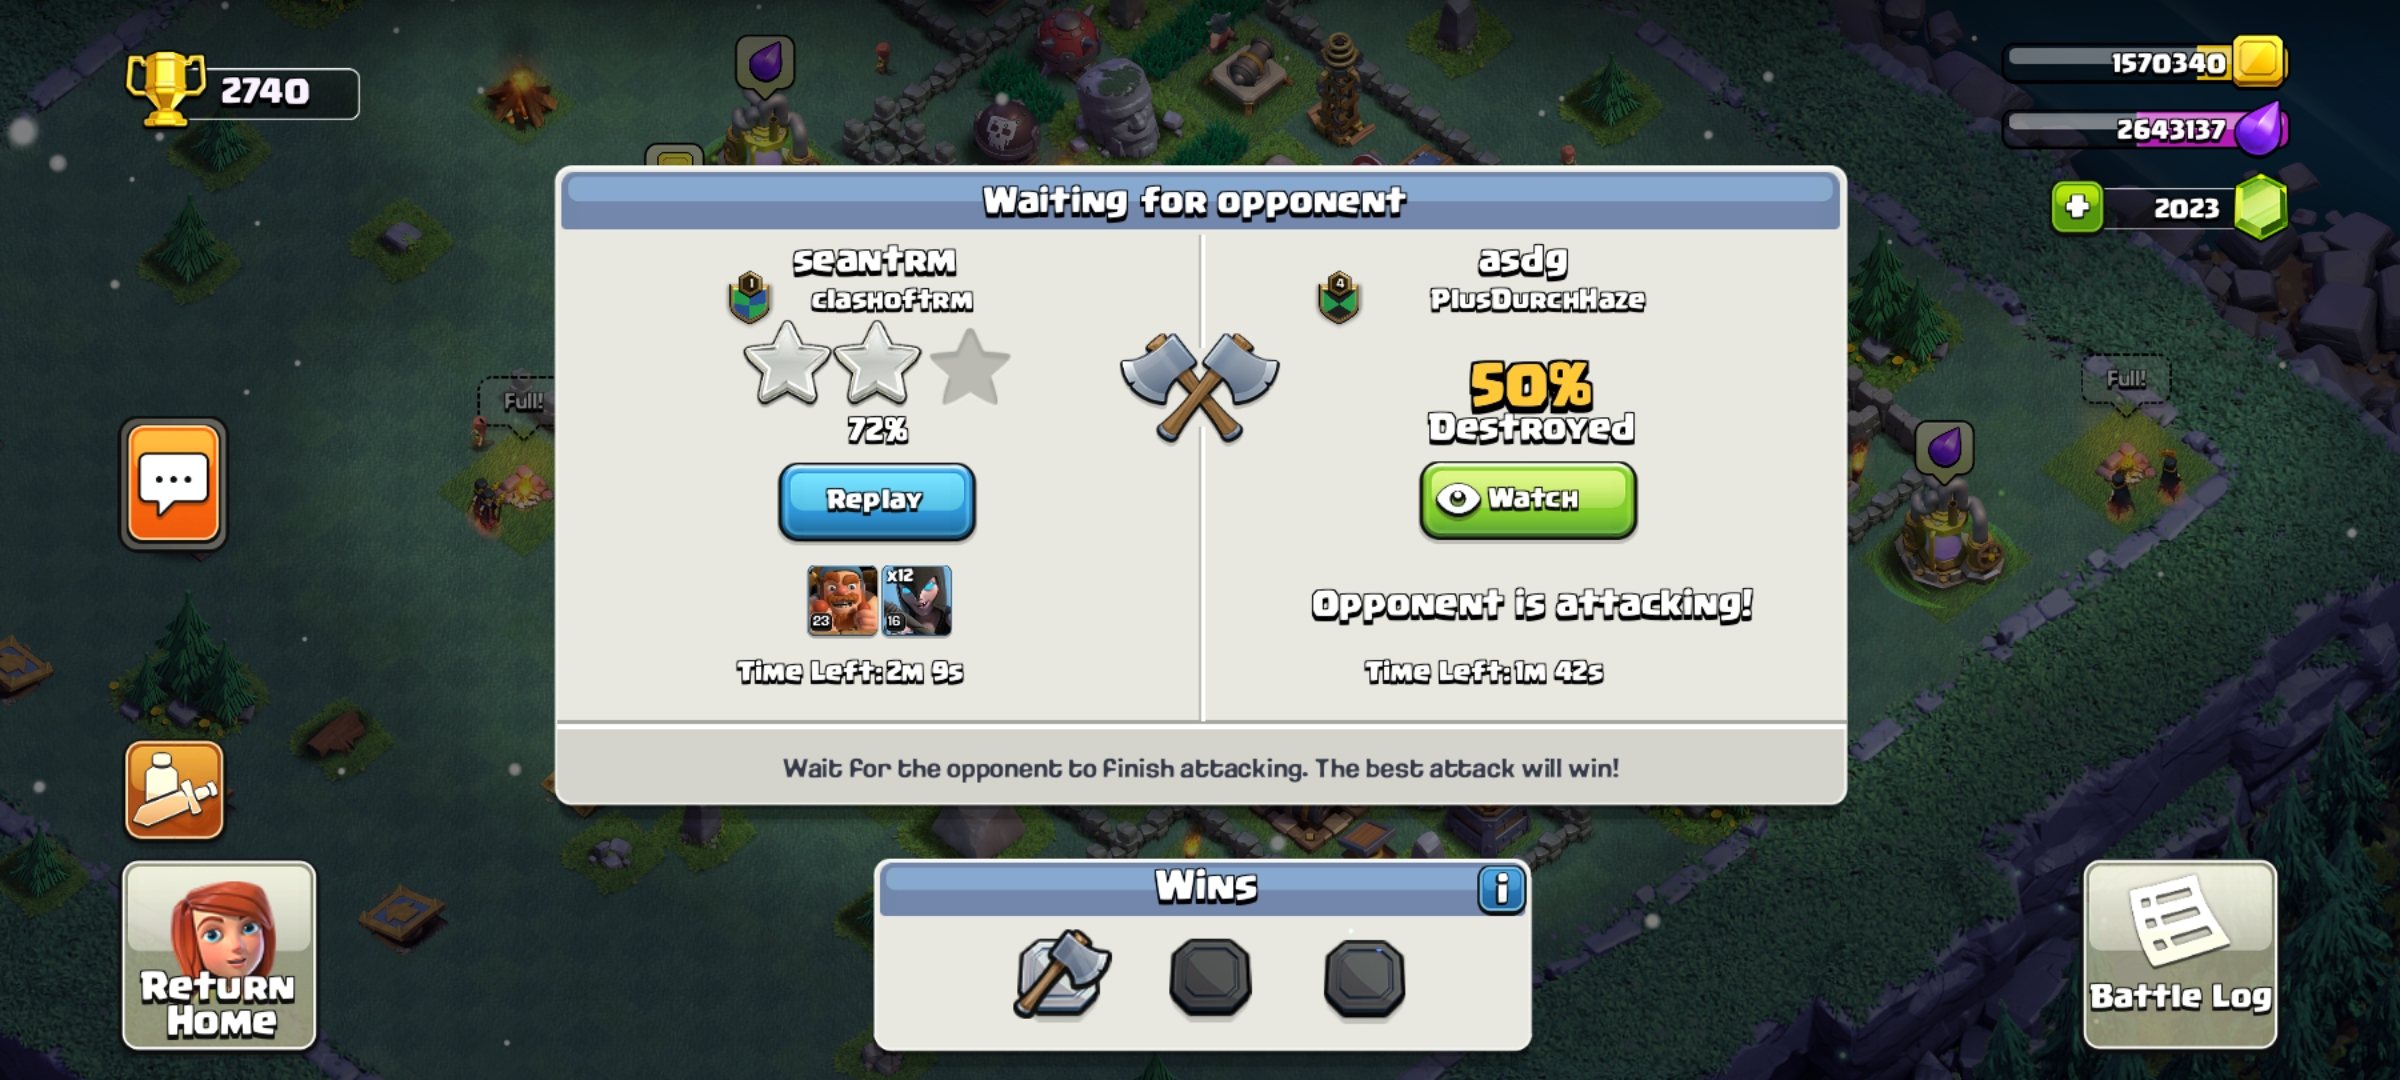 2740
1570340
2643137
2023
Waiting for opponent
seantrm
1
clashoftrm
72%
Replay
x12
23
16
Time Left:2m 9s
asdg
4
PlusDurchHaze
50%
Destroyed
Watch
Opponent is attacking!
Time Left:1m 42s
Wait for the opponent to finish attacking. The best attack will win!
Full!
Full!
Wins
i
Return
Home
Battle Log